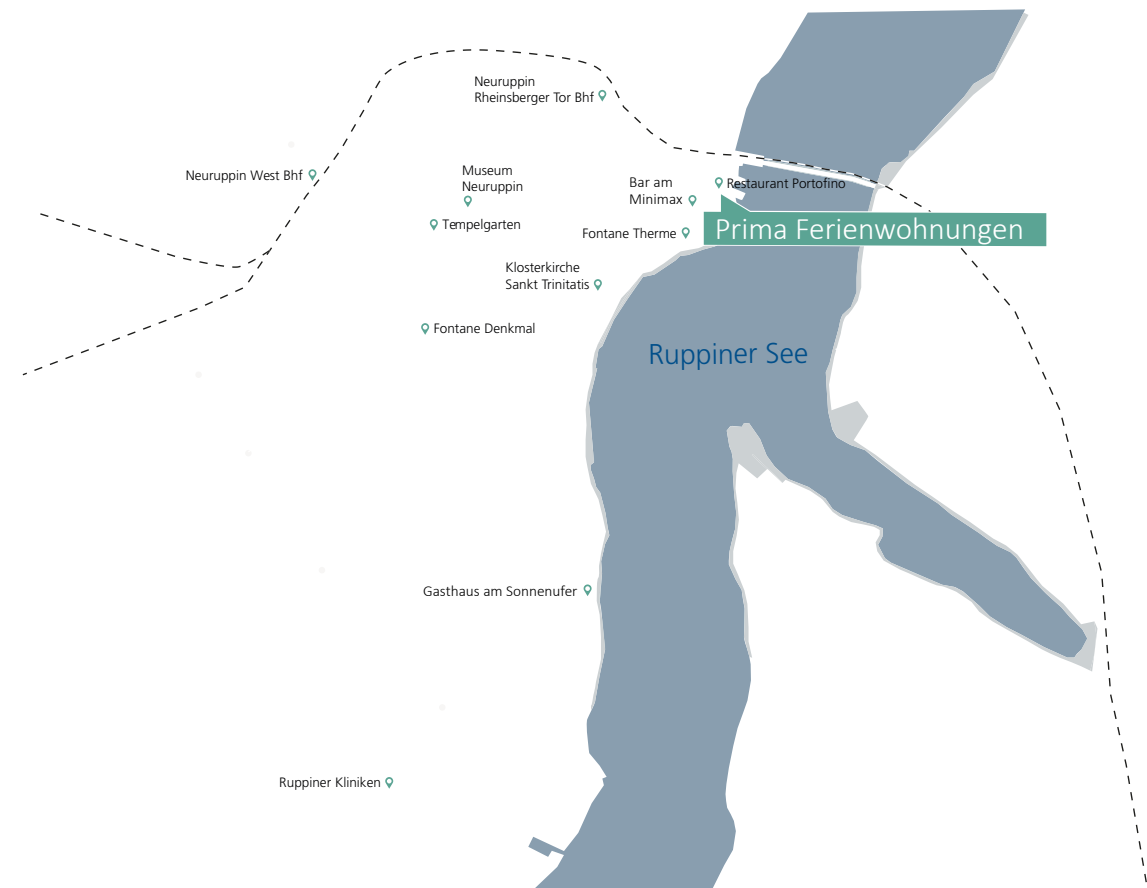 Neuruppin
Rheinsberger Tor Bhf
Neuruppin West Bhf
Museum
Neuruppin
Bar am
Minimax
Restaurant Portofino
Tempelgarten
Fontane Therme
Prima Ferienwohnungen
Klosterkirche
Sankt Trinitatis
Fontane Denkmal
Ruppiner See
Gasthaus am Sonnenufer
Ruppiner Kliniken